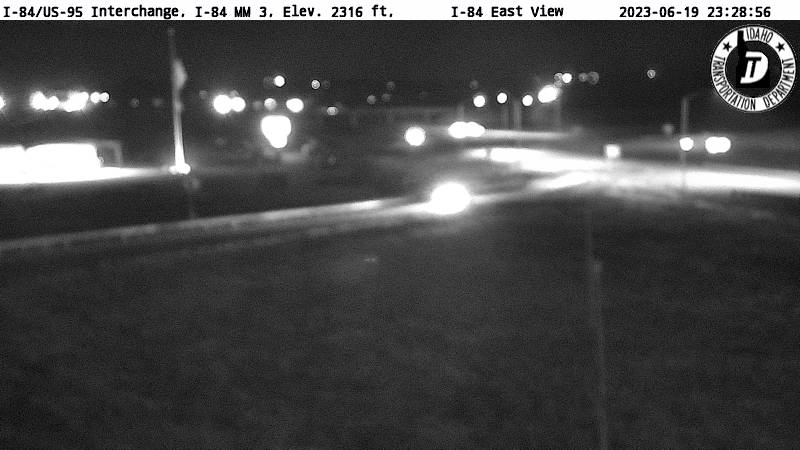 I-84/US-95 Interchange, I-84 MM 3, Elev. 2316 ft, I-84 East View 2023-06-19 23:28:56
IDAHO
TRANSPORTATION DEPARTMENT